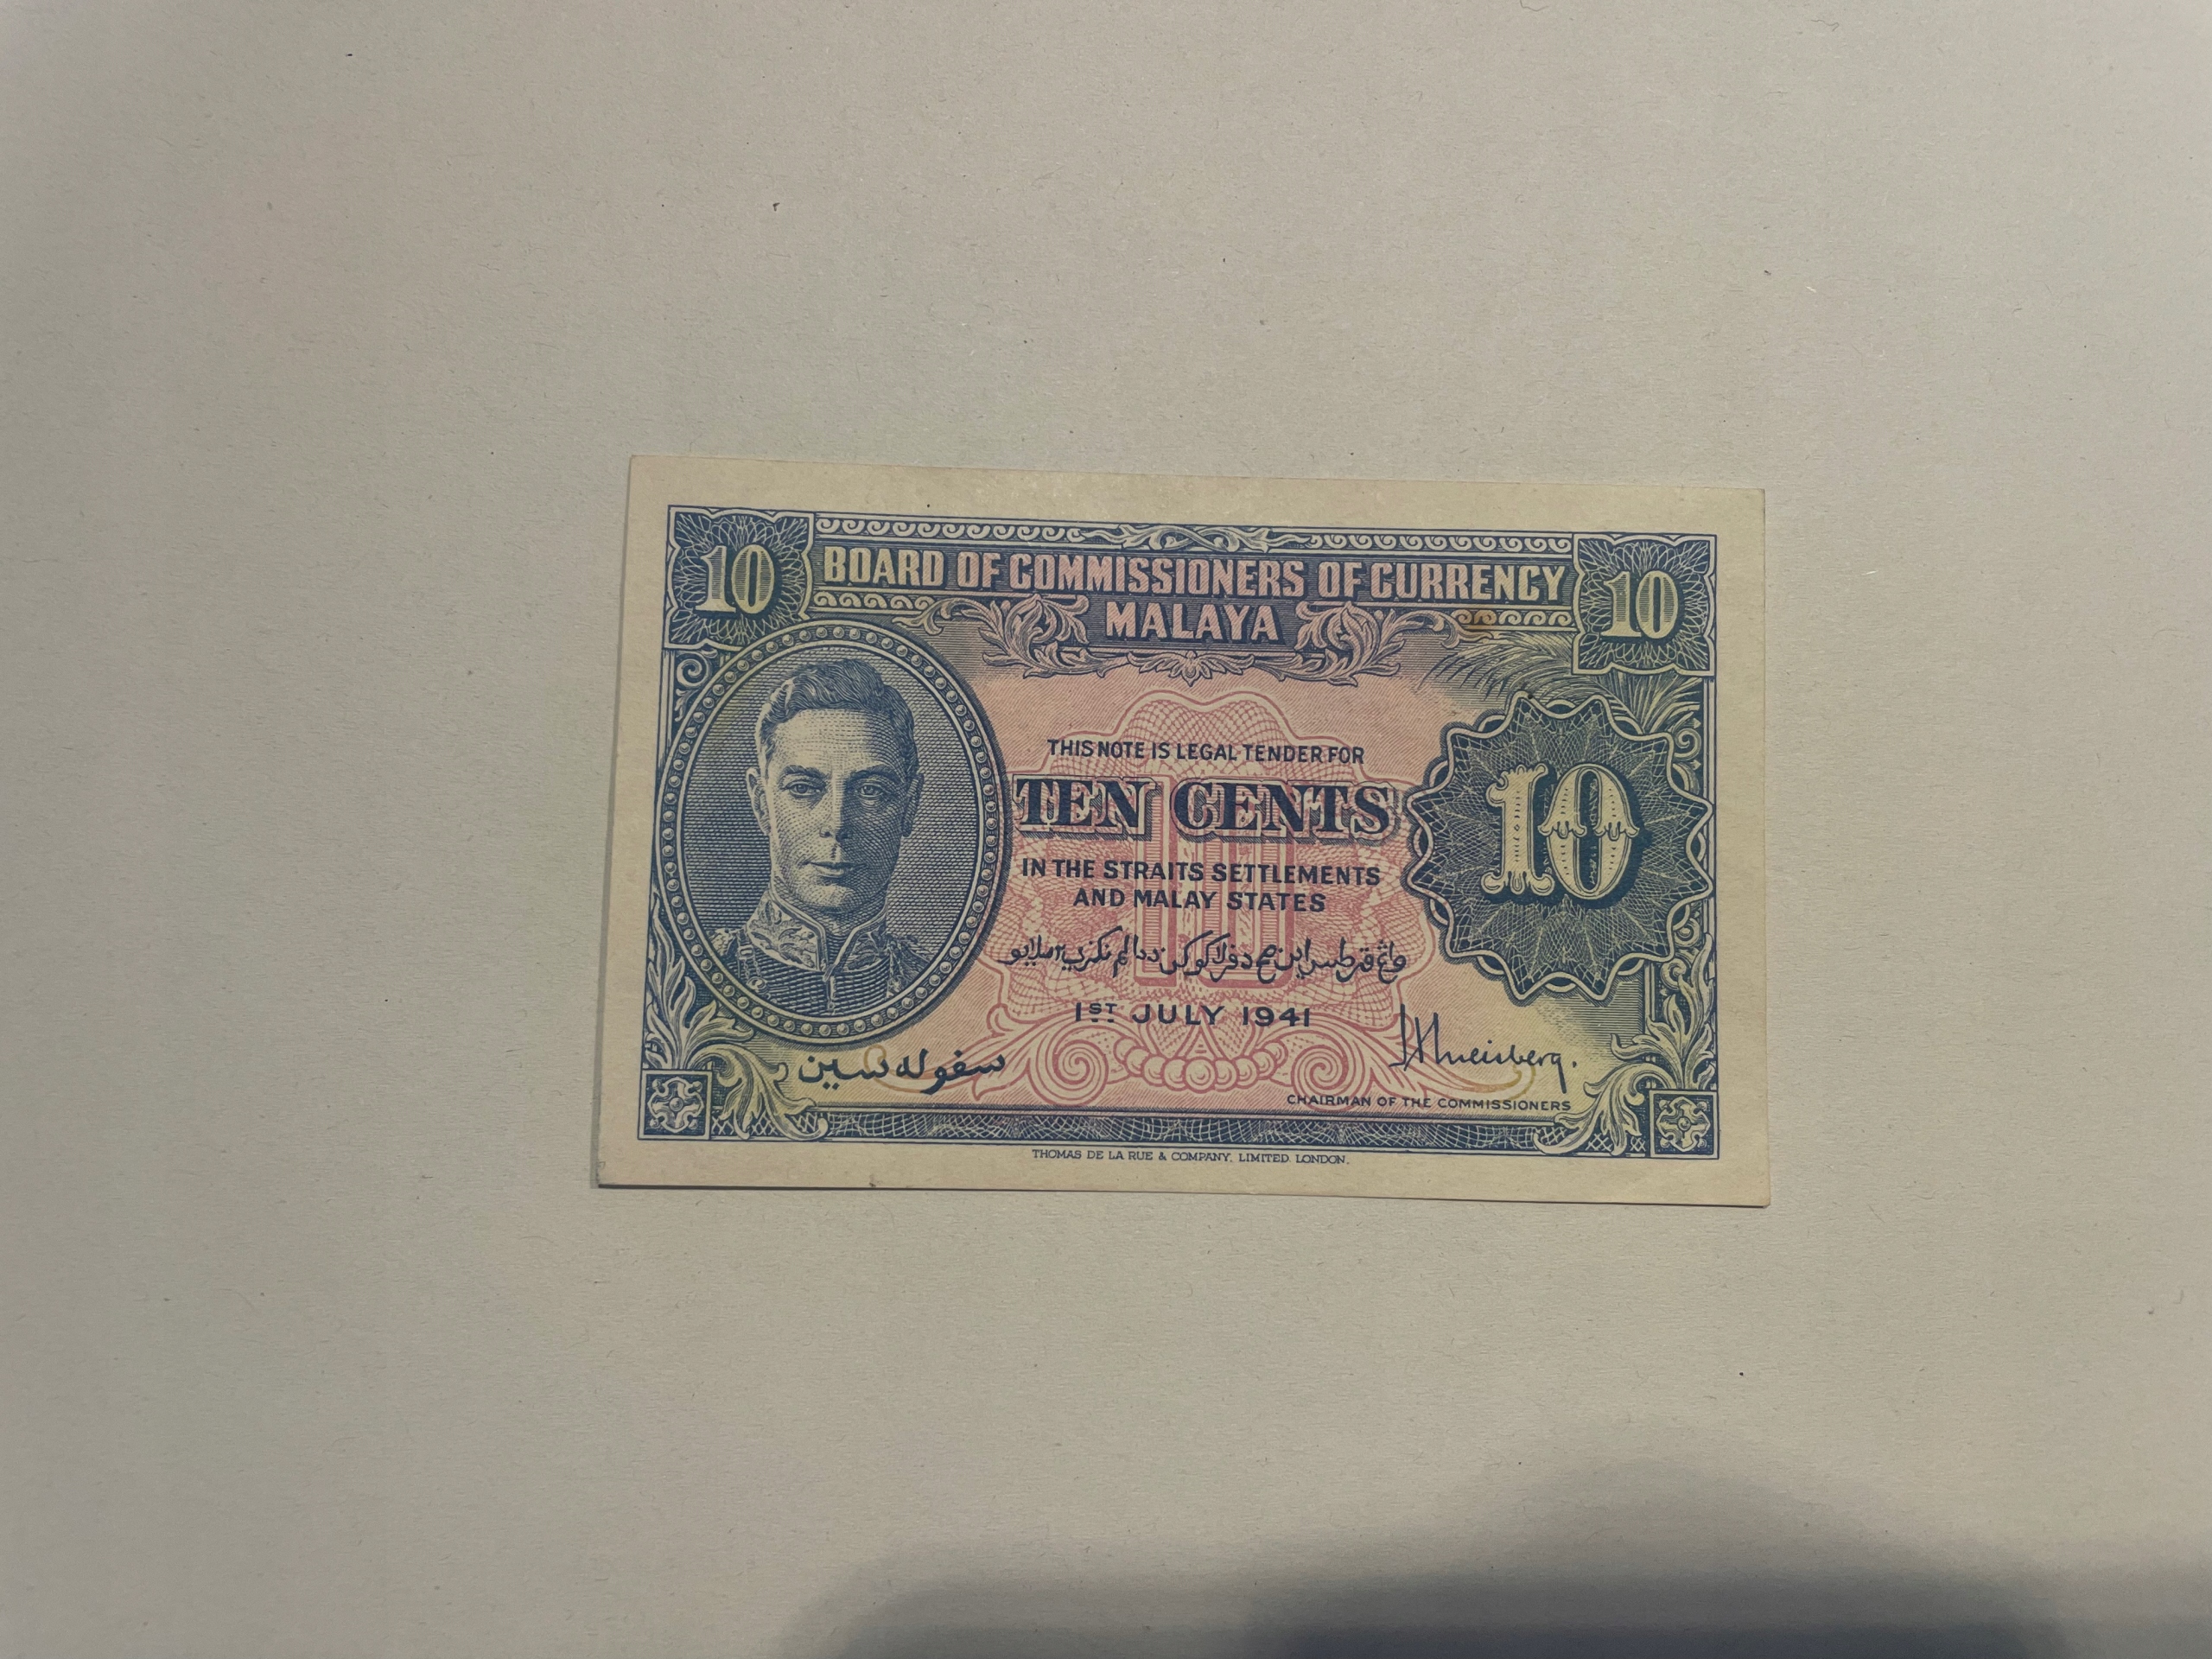 10 BOARD OF COMMISSIONERS OF CURRENCY 10
MALAYA
THIS NOTE IS LEGAL TENDER FOR
TEN CENTS
10
IN THE STRAITS SETTLEMENTS
AND MALAY STATES
10
1ST JULY 1941
سفوله سين
CHAIRMAN OF THE COMMISSIONERS
THOMAS DE LA RUE & COMPANY, LIMITED. LONDON.